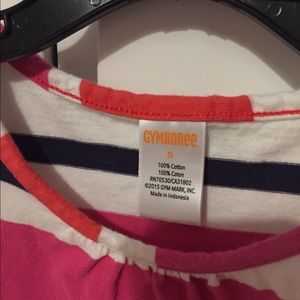 GYMBOREE
5
100% Cotton
100% Coton
RN70530/CA31802
©2015 GYM-MARK, INC.
Made in Indonesia